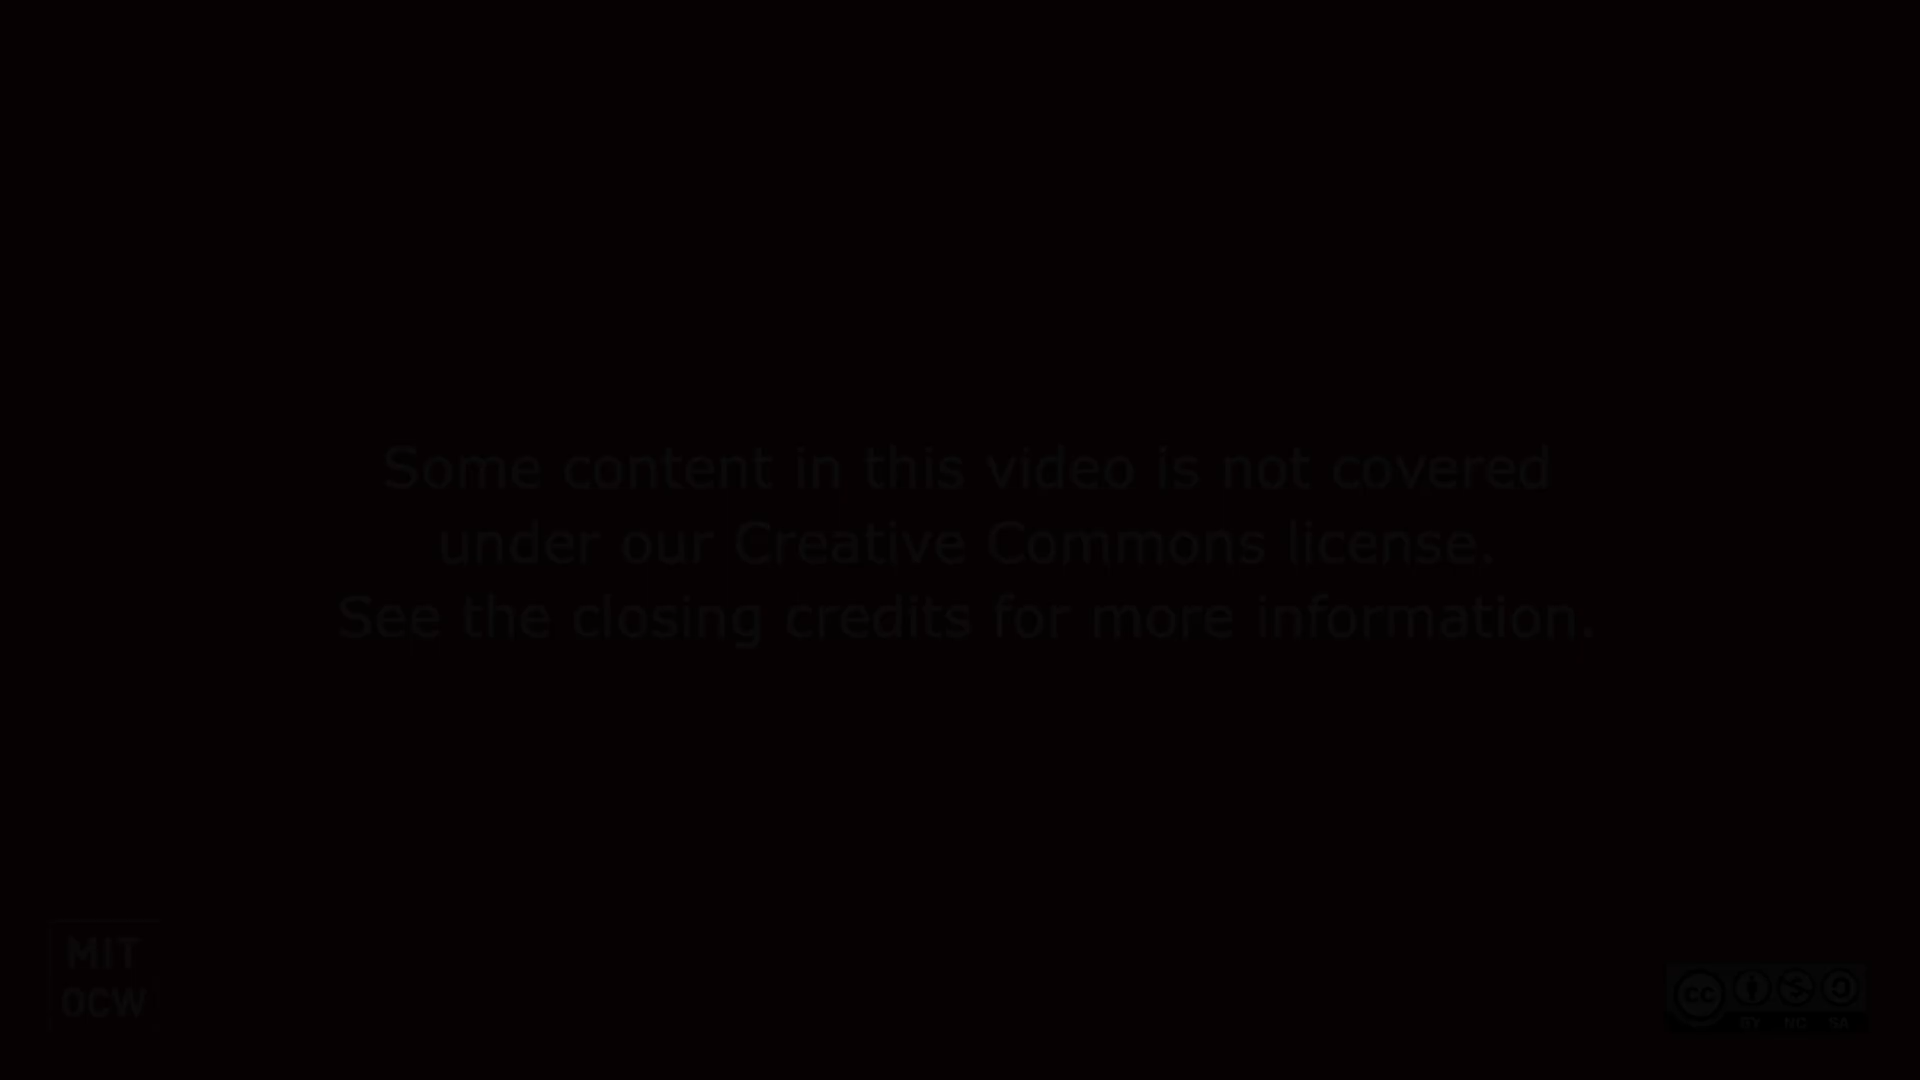 Some content in this video is not covered
under our Creative Commons license.
See the closing credits for more information.
MIT
OCW
cc
BY NC SA